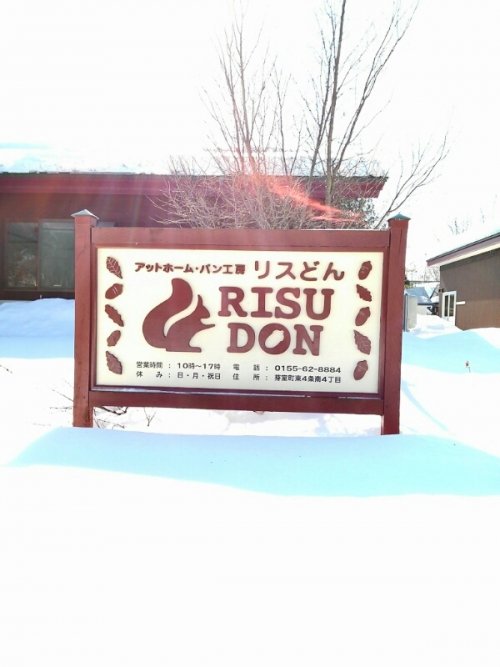 アットホーム・パン工房 リスどん
RISU
DON
営業時間 : 10時〜17時 電話 : 0155-62-8884
休み : 日・月・祝日 住所 : 芽室町東4条南4丁目